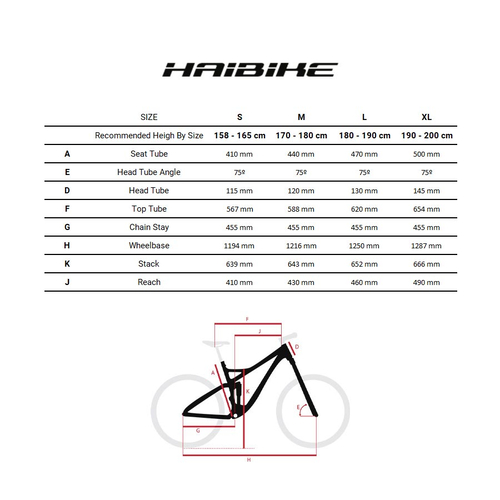 HAIBIKE
SIZE S M L XL
Recommended Heigh By Size 158 - 165 cm 170 - 180 cm 180 - 190 cm 190 - 200 cm
A Seat Tube 410 mm 440 mm 470 mm 500 mm
E Head Tube Angle 75º 75º 75º 75º
D Head Tube 115 mm 120 mm 130 mm 145 mm
F Top Tube 567 mm 588 mm 620 mm 654 mm
G Chain Stay 455 mm 455 mm 455 mm 455 mm
H Wheelbase 1194 mm 1216 mm 1250 mm 1287 mm
K Stack 639 mm 643 mm 652 mm 666 mm
J Reach 410 mm 430 mm 460 mm 490 mm
F
J
D
A
K
E
G
H